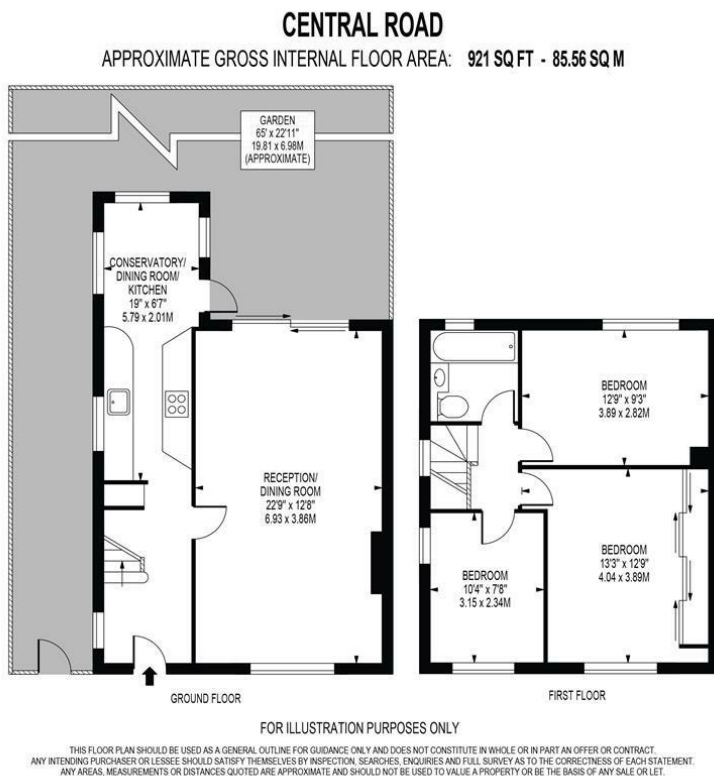 CENTRAL ROAD
APPROXIMATE GROSS INTERNAL FLOOR AREA: 921 SQ FT - 85.56 SQ M
GARDEN
65' x 22'11"
19.81 x 6.98M
(APPROXIMATE)
CONSERVATORY/
DINING ROOM/
KITCHEN
19" x 6'7"
5.79 x 2.01M
RECEPTION/
DINING ROOM
22'9" x 12'8"
6.93 x 3.86M
GROUND FLOOR
BEDROOM
12'9" x 9'3"
3.89 x 2.82M
BEDROOM
13'3" x 12'9"
4.04 x 3.89M
BEDROOM
10'4" x 7'8"
3.15 x 2.34M
FIRST FLOOR
FOR ILLUSTRATION PURPOSES ONLY
THIS FLOOR PLAN SHOULD BE USED AS A GENERAL OUTLINE FOR GUIDANCE ONLY AND DOES NOT CONSTITUTE IN WHOLE OR IN PART AN OFFER OR CONTRACT.
ANY INTENDING PURCHASER OR LESSEE SHOULD SATISFY THEMSELVES BY INSPECTION, SEARCHES, ENQUIRIES AND FULL SURVEY AS TO THE CORRECTNESS OF EACH STATEMENT.
ANY AREAS, MEASUREMENTS OR DISTANCES QUOTED ARE APPROXIMATE AND SHOULD NOT BE USED TO VALUE A PROPERTY OR BE THE BASIS OF ANY SALE OR LET.